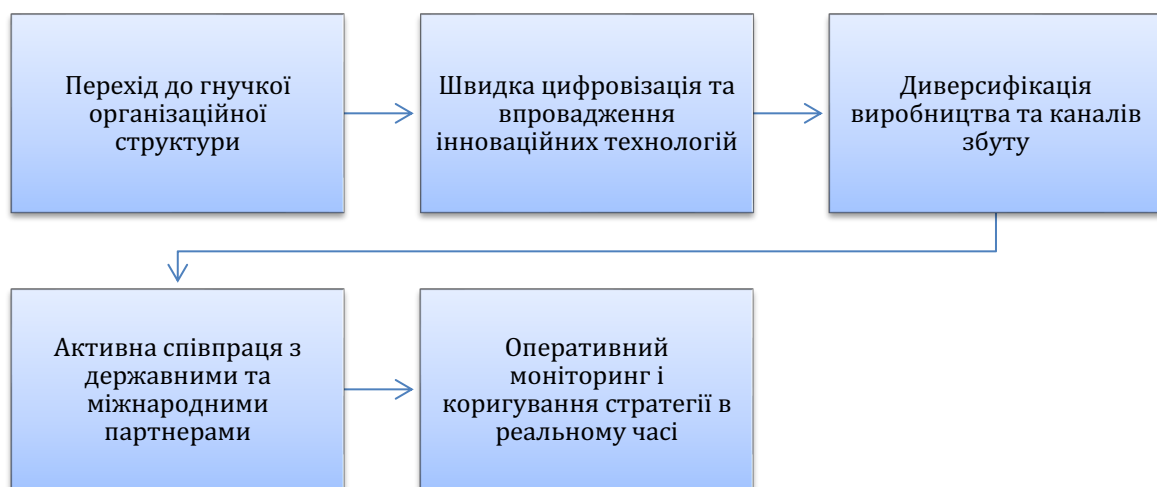 Перехід до гнучкої
організаційної
структури
Швидка цифровізація та
впровадження
інноваційних технологій
Диверсифікація
виробництва та каналів
збуту
Активна співпраця з
державними та
міжнародними
партнерами
Оперативний
моніторинг і
коригування стратегії в
реальному часі